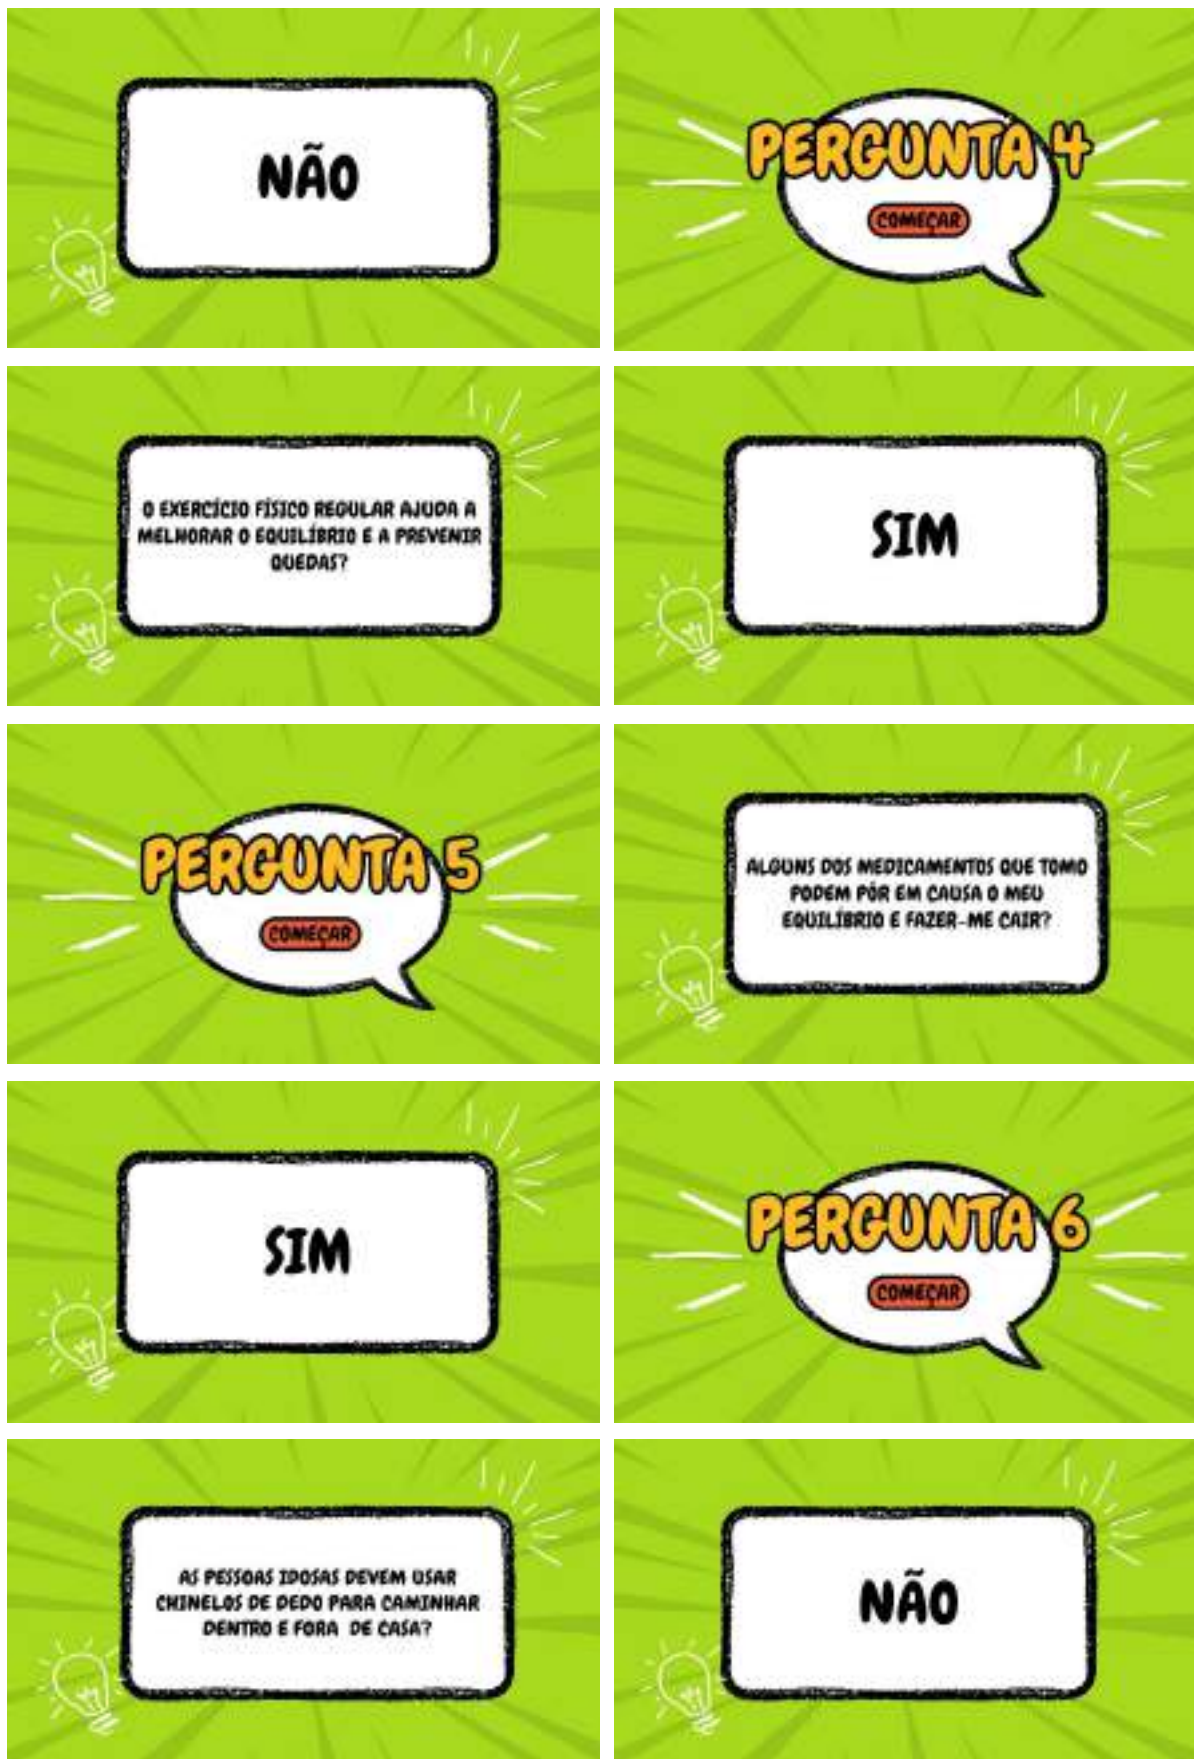 NÃO
PERGUNTA 4
COMEÇAR
O EXERCÍCIO FÍSICO REGULAR AJUDA A
MELHORAR O EQUILÍBRIO E A PREVENIR
QUEDAS?
SIM
PERGUNTA 5
COMEÇAR
ALGUNS DOS MEDICAMENTOS QUE TOMO
PODEM PÔR EM CAUSA O MEU
EQUILÍBRIO E FAZER-ME CAIR?
SIM
PERGUNTA 6
COMEÇAR
AS PESSOAS IDOSAS DEVEM USAR
CHINELOS DE DEDO PARA CAMINHAR
DENTRO E FORA DE CASA?
NÃO